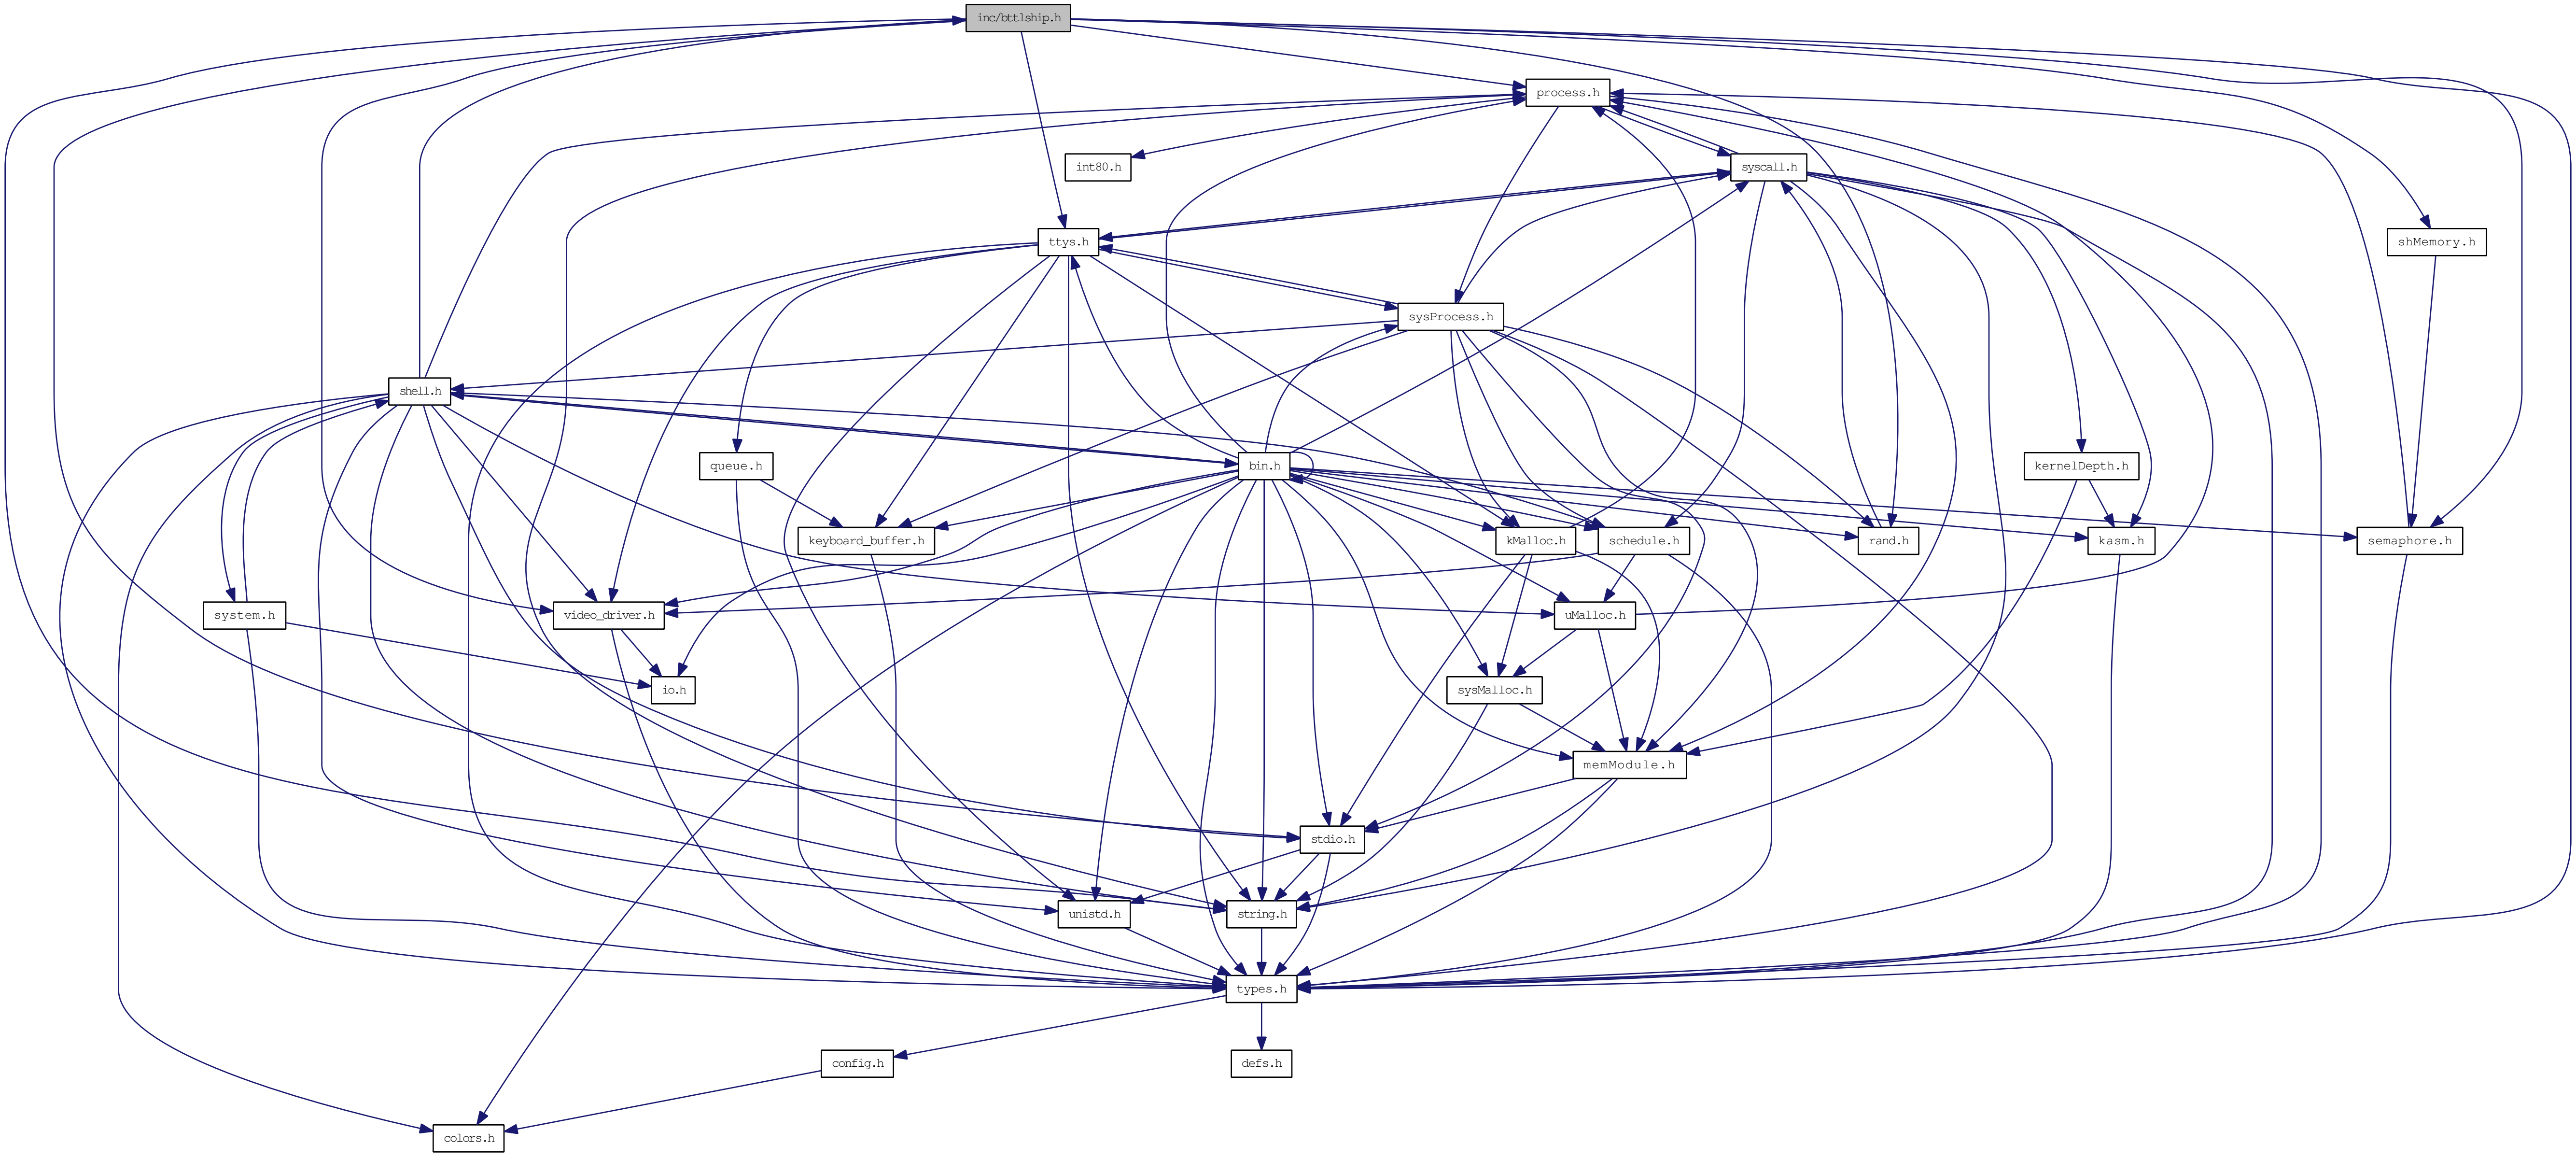 inc/bttlship.h
process.h
int80.h
syscall.h
ttys.h
shMemory.h
sysProcess.h
shell.h
queue.h
bin.h
kernelDepth.h
keyboard_buffer.h
kMalloc.h
schedule.h
rand.h
kasm.h
semaphore.h
system.h
video_driver.h
uMalloc.h
io.h
sysMalloc.h
memModule.h
stdio.h
unistd.h
string.h
types.h
config.h
defs.h
colors.h